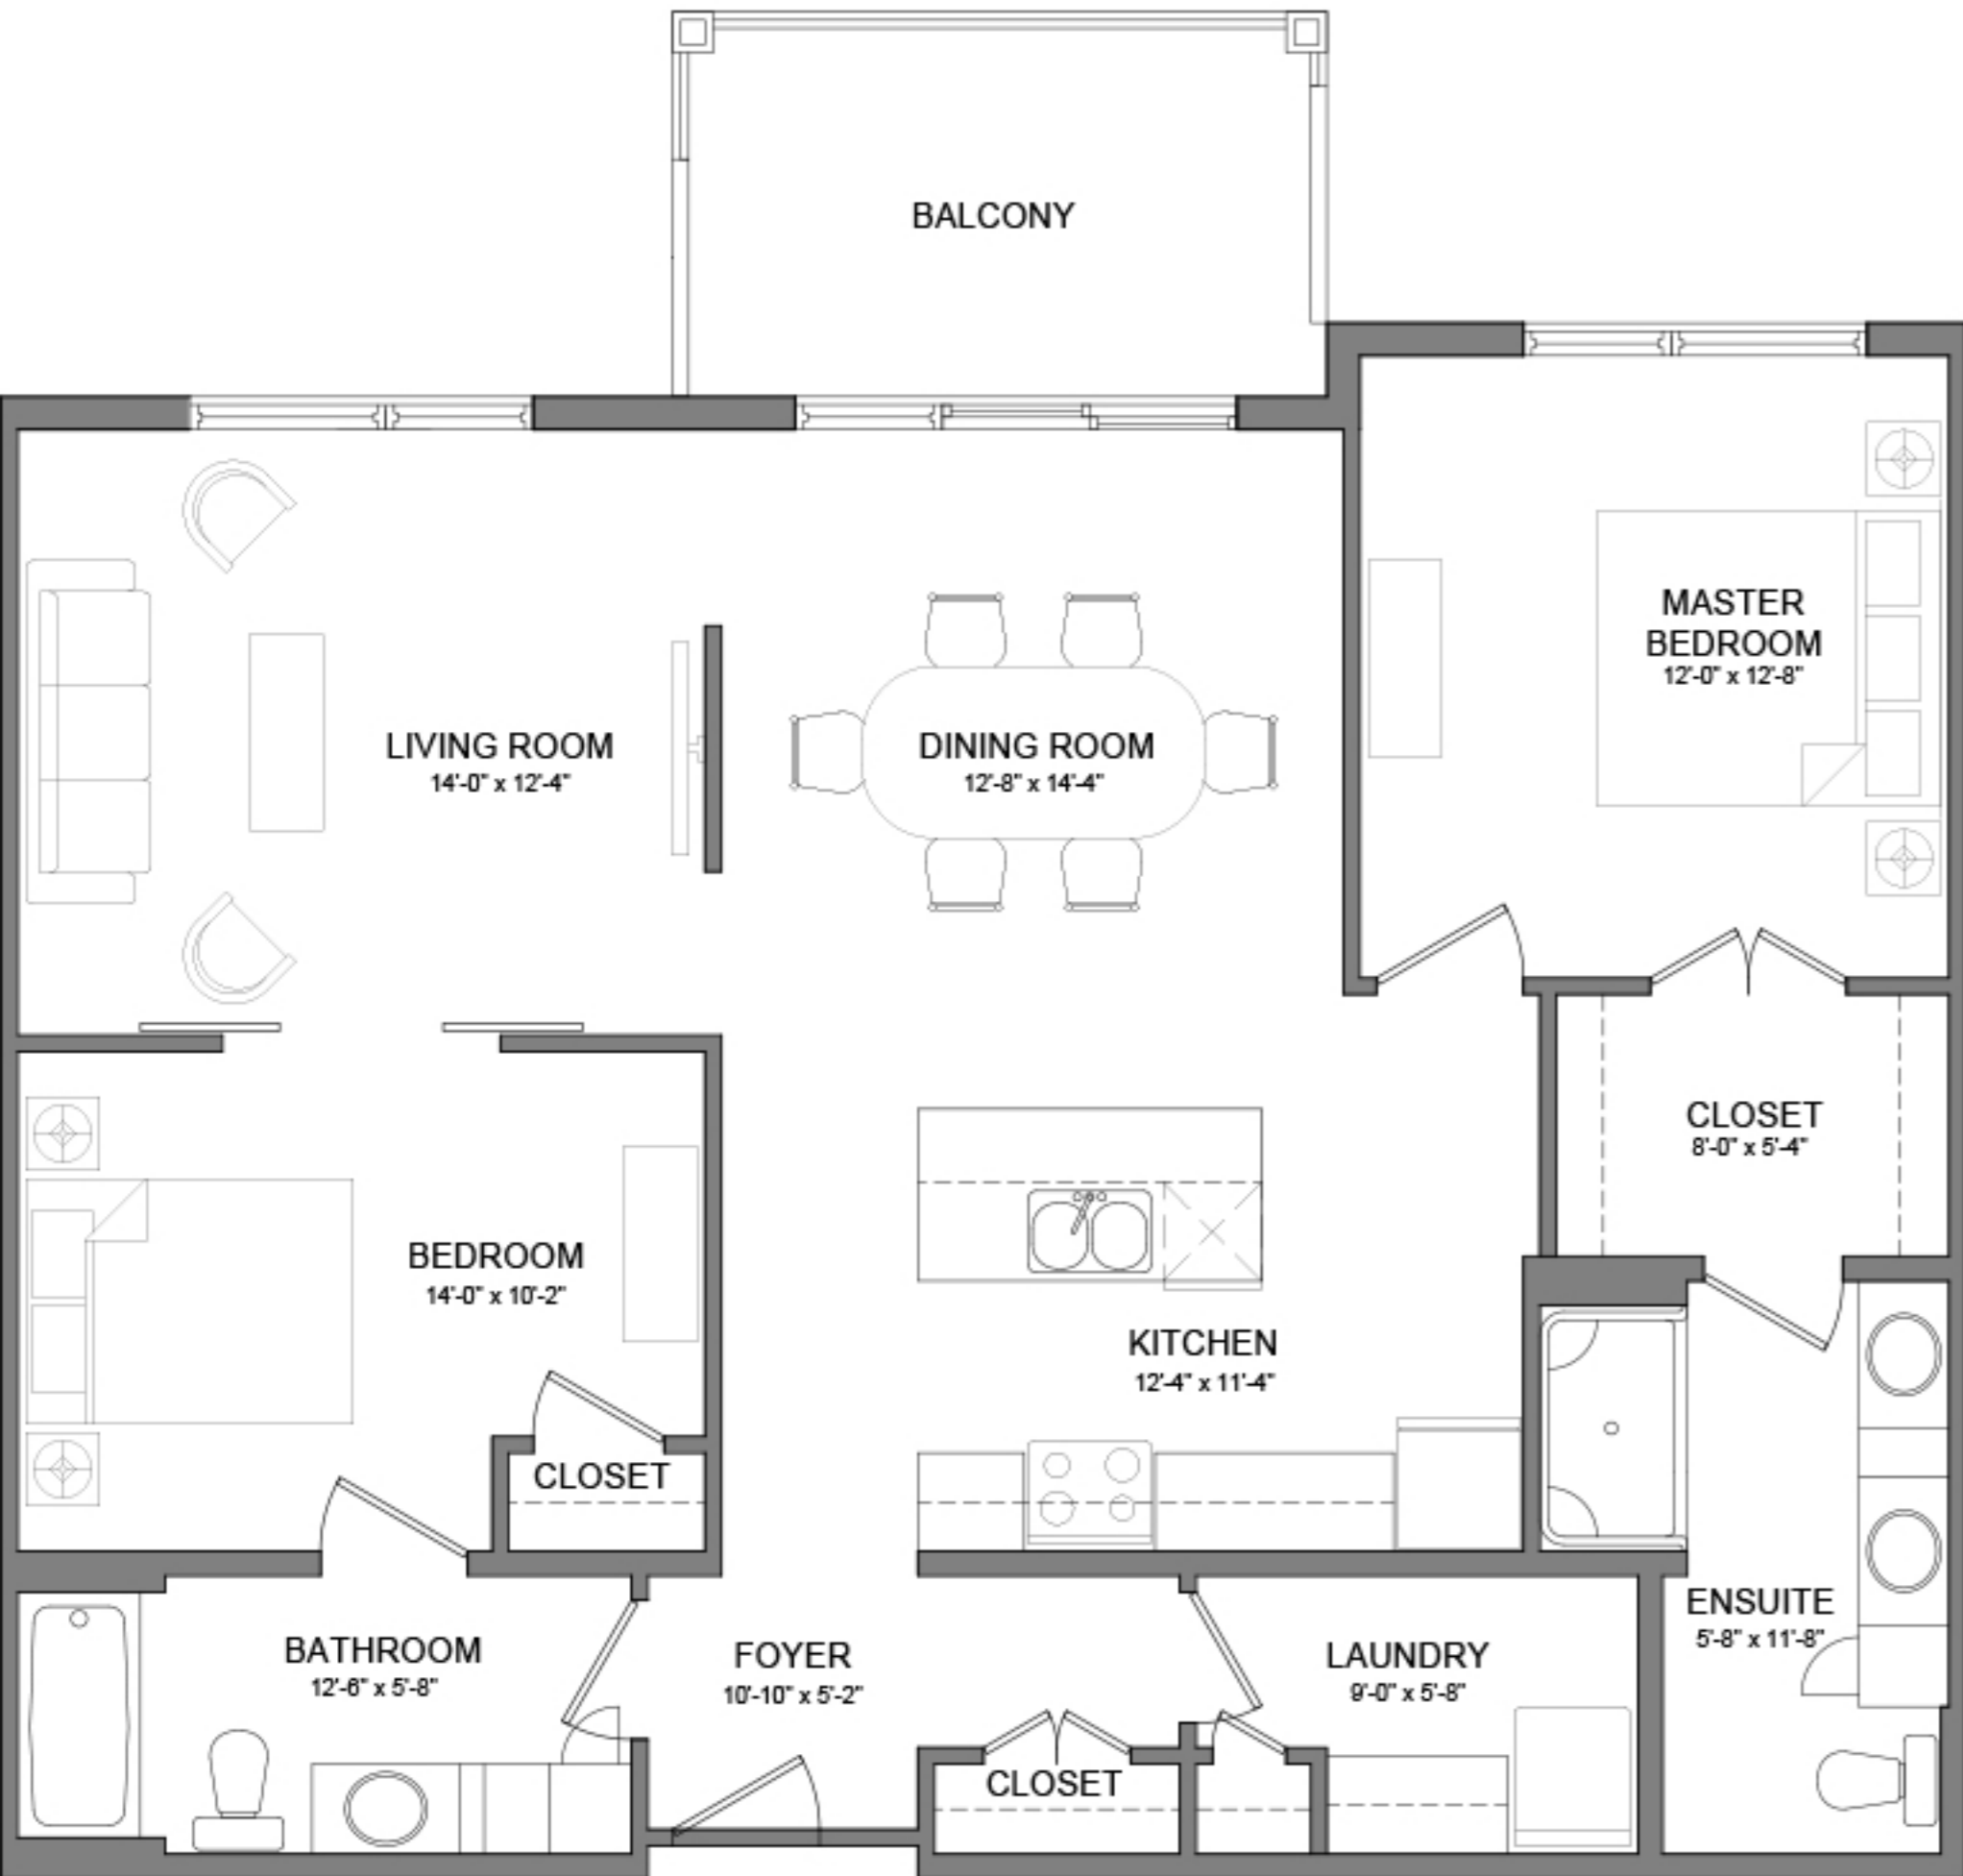 BALCONY
MASTER
BEDROOM
12'-0" x 12'-8"
LIVING ROOM
14'-0" x 12'-4"
DINING ROOM
12'-8" x 14'-4"
CLOSET
8'-0" x 5'-4"
BEDROOM
14'-0" x 10'-2"
KITCHEN
12'-4" x 11'-4"
CLOSET
ENSUITE
5'-8" x 11'-8"
BATHROOM
12'-6" x 5'-8"
FOYER
10'-10" x 5'-2"
LAUNDRY
9'-0" x 5'-8"
CLOSET